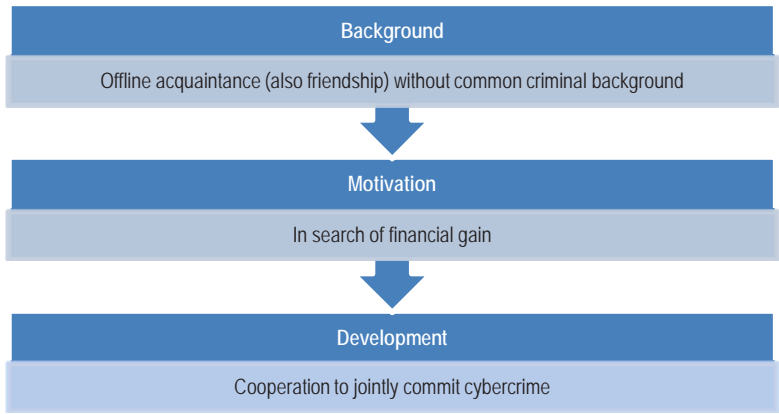 Background
Offline acquaintance (also friendship) without common criminal background
Motivation
In search of financial gain
Development
Cooperation to jointly commit cybercrime